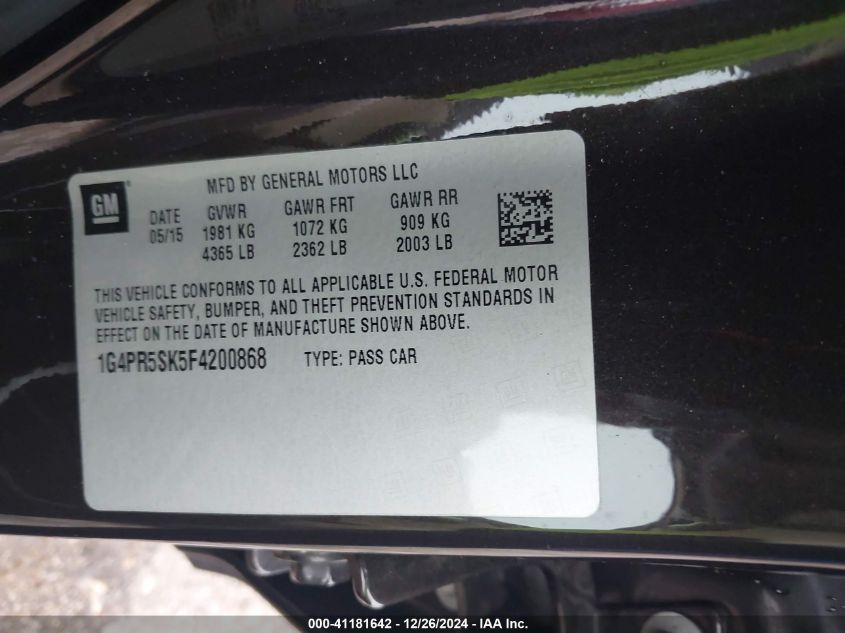 GM
MFD BY GENERAL MOTORS LLC
DATE GVWR GAWR FRT GAWR RR
05/15 1981 KG 1072 KG 909 KG
4365 LB 2362 LB 2003 LB
THIS VEHICLE CONFORMS TO ALL APPLICABLE U.S. FEDERAL MOTOR
VEHICLE SAFETY, BUMPER, AND THEFT PREVENTION STANDARDS IN
EFFECT ON THE DATE OF MANUFACTURE SHOWN ABOVE.
1G4PR5SK5F4200868 TYPE: PASS CAR
000-41181642 - 12/26/2024 - IAA Inc.